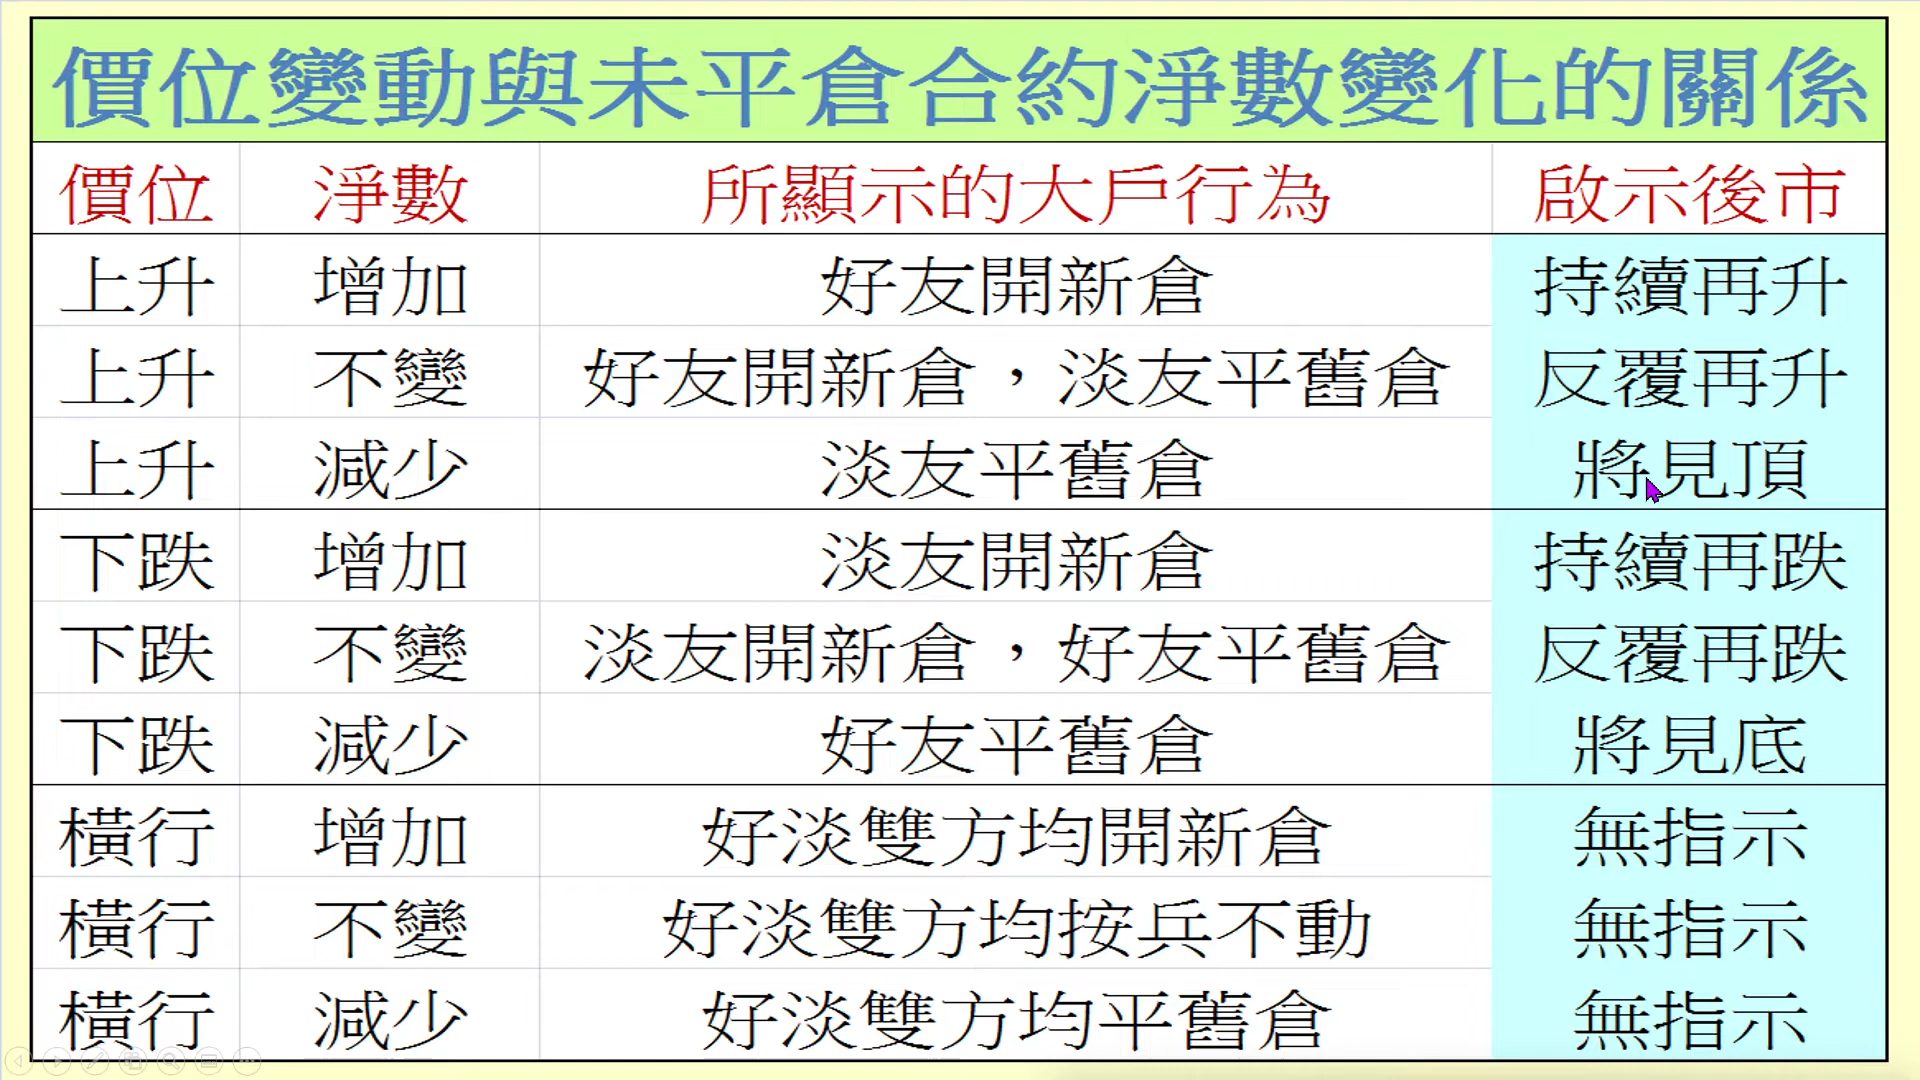 價位變動與未平倉合約淨數變化的關係
價位 淨數 所顯示的大戶行為 啟示後市
上升 增加 好友開新倉 持續再升
上升 不變 好友開新倉，淡友平舊倉 反覆再升
上升 減少 淡友平舊倉 將見頂
下跌 增加 淡友開新倉 持續再跌
下跌 不變 淡友開新倉，好友平舊倉 反覆再跌
下跌 減少 好友平舊倉 將見底
橫行 增加 好淡雙方均開新倉 無指示
橫行 不變 好淡雙方均按兵不動 無指示
橫行 減少 好淡雙方均平舊倉 無指示